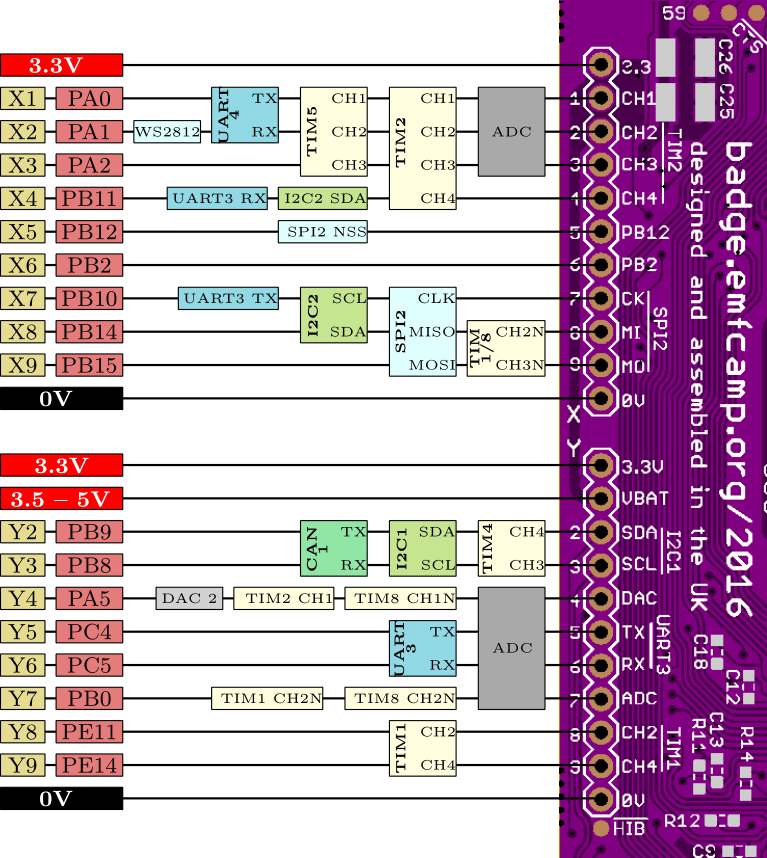 59
CTS
3.3V 3.3
C26
C25
X1 PA0 UART 4 TX TIM5 CH1 TIM2 CH1 ADC 1 CH1
X2 PA1 WS2812 RX CH2 CH2 2 CH2
X3 PA2 CH3 CH3 3 CH3
TIM2
X4 PB11 UART3 RX I2C2 SDA CH4 4 CH4
X5 PB12 SPI2 NSS 5 PB12
X6 PB2 6 PB2
X7 PB10 UART3 TX I2C2 SCL SPI2 CLK 7 CK
X8 PB14 SDA MISO TIM 1/8 CH2N 8 MI
X9 PB15 MOSI CH3N 9 MO
SPI2
0V 0V
X
Y
badge.emfcamp.org/2016
designed and assembled in the UK
3.3V 3.3V
3.5 – 5V VBAT
Y2 PB9 CAN 1 TX I2C1 SDA TIM4 CH4 2 SDA
Y3 PB8 RX SCL CH3 3 SCL
I2C1
Y4 PA5 DAC 2 TIM2 CH1 TIM8 CH1N ADC 4 DAC
Y5 PC4 UART 3 TX 5 TX
Y6 PC5 RX 6 RX
UART3
C18
C12
Y7 PB0 TIM1 CH2N TIM8 CH2N 7 ADC
Y8 PE11 TIM1 CH2 8 CH2
Y9 PE14 CH4 9 CH4
TIM1
R11
C13
R14
0V 0V
HIB
R12
C9